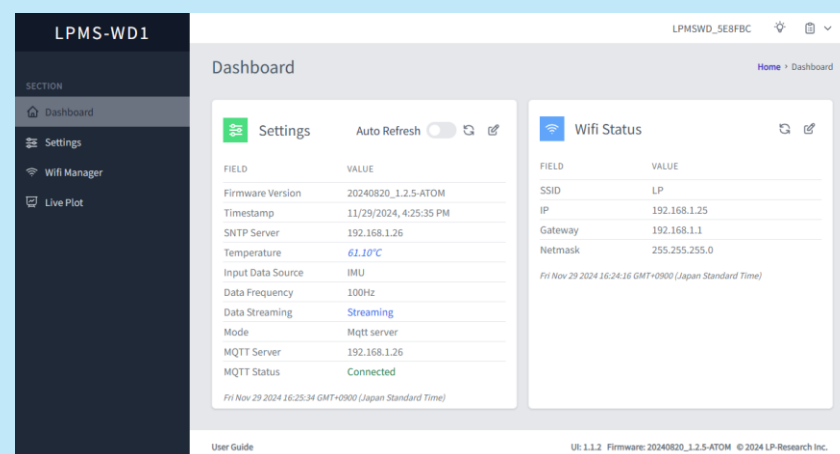 LPMS-WD1
LPMSWD_5E8FBC
SECTION
Dashboard
Settings
Wifi Manager
Live Plot
Dashboard
Home › Dashboard
Settings
Auto Refresh
FIELD VALUE
Firmware Version 20240820_1.2.5-ATOM
Timestamp 11/29/2024, 4:25:35 PM
SNTP Server 192.168.1.26
Temperature 61.10°C
Input Data Source IMU
Data Frequency 100Hz
Data Streaming Streaming
Mode Mqtt server
MQTT Server 192.168.1.26
MQTT Status Connected
Fri Nov 29 2024 16:25:34 GMT+0900 (Japan Standard Time)
Wifi Status
FIELD VALUE
SSID LP
IP 192.168.1.25
Gateway 192.168.1.1
Netmask 255.255.255.0
Fri Nov 29 2024 16:24:16 GMT+0900 (Japan Standard Time)
User Guide
UI: 1.1.2 Firmware: 20240820_1.2.5-ATOM © 2024 LP-Research Inc.